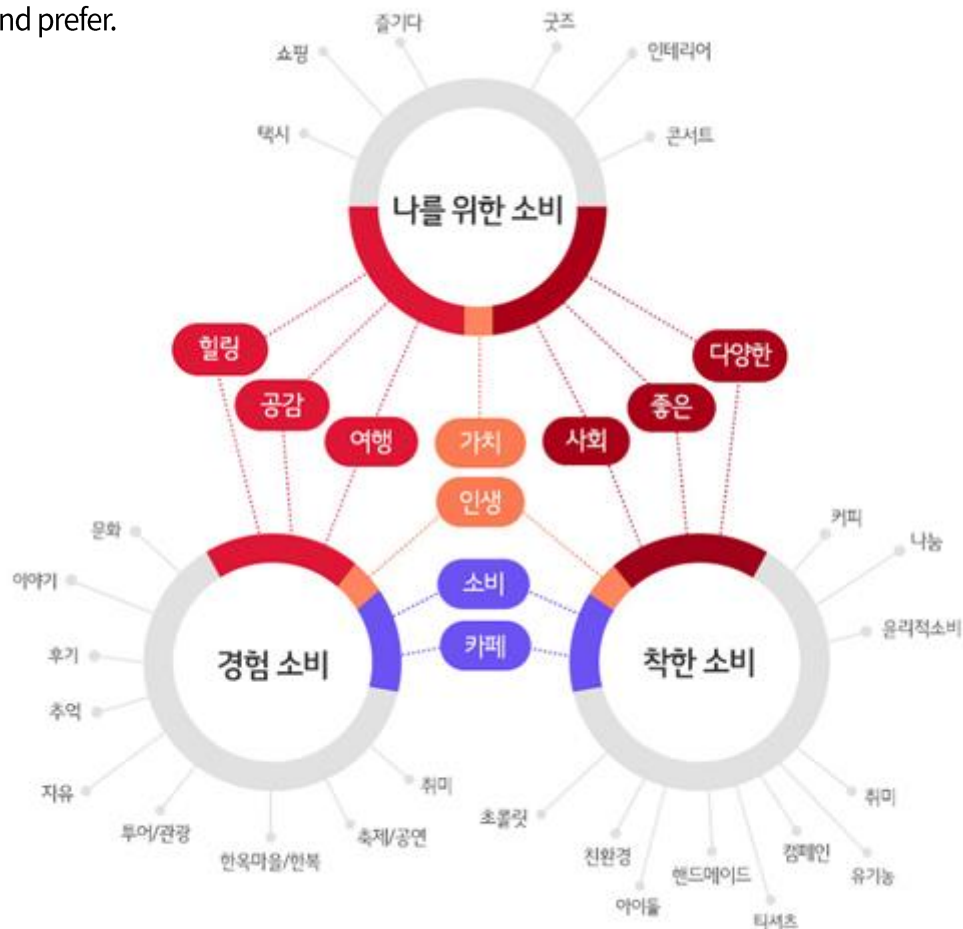 nd prefer.
즐기다
굿즈
쇼핑
인테리어
택시
콘서트
나를 위한 소비
힐링
다양한
공감
좋은
여행
가치
사회
인생
문화
커피
나눔
이야기
소비
윤리적소비
카페
후기
경험 소비
착한 소비
추억
자유
취미
취미
초콜릿
투어/관광
축제/공연
한옥마을/한복
친환경
캠페인
핸드메이드
유기농
아이돌
티셔츠